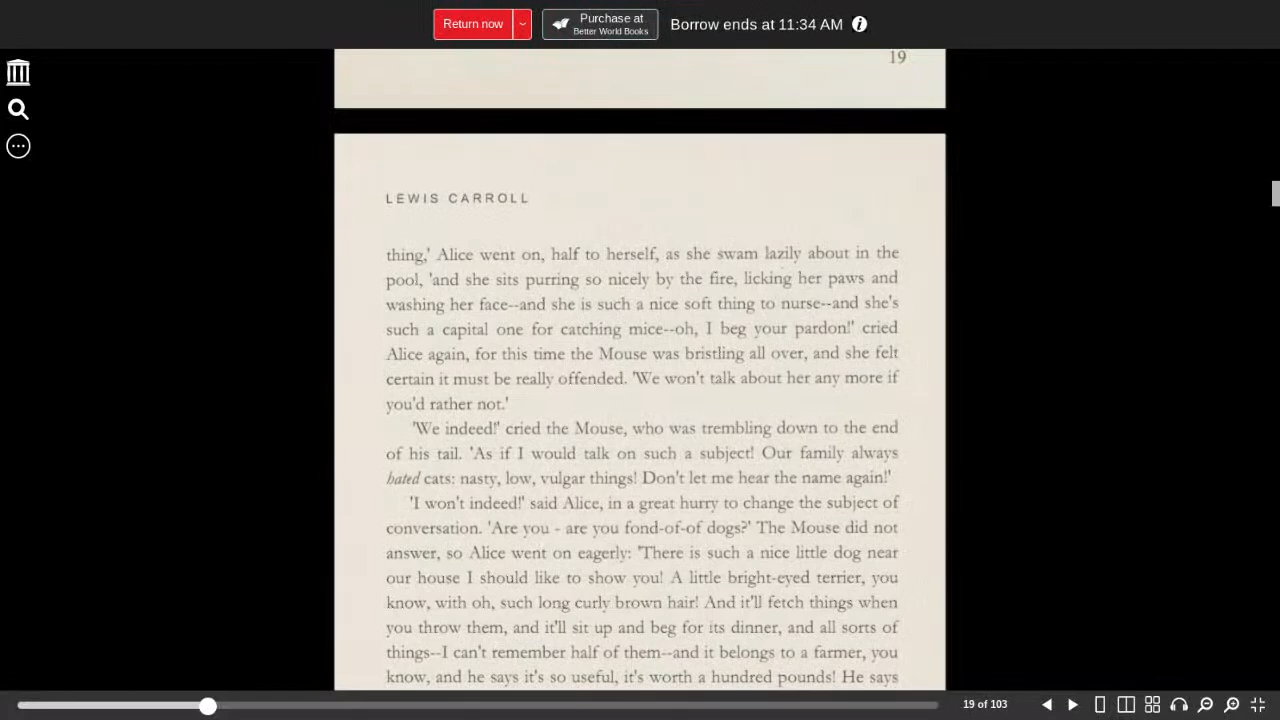 Return now
Purchase at
Better World Books
Borrow ends at 11:34 AM
19
LEWIS CARROLL
thing,' Alice went on, half to herself, as she swam lazily about in the
pool, 'and she sits purring so nicely by the fire, licking her paws and
washing her face--and she is such a nice soft thing to nurse--and she's
such a capital one for catching mice--oh, I beg your pardon!' cried
Alice again, for this time the Mouse was bristling all over, and she felt
certain it must be really offended. 'We won't talk about her any more if
you'd rather not.'
'We indeed!' cried the Mouse, who was trembling down to the end
of his tail. 'As if I would talk on such a subject! Our family always
hated cats: nasty, low, vulgar things! Don't let me hear the name again!'
'I won't indeed!' said Alice, in a great hurry to change the subject of
conversation. 'Are you - are you fond-of-of dogs?' The Mouse did not
answer, so Alice went on eagerly: 'There is such a nice little dog near
our house I should like to show you! A little bright-eyed terrier, you
know, with oh, such long curly brown hair! And it'll fetch things when
you throw them, and it'll sit up and beg for its dinner, and all sorts of
things--I can't remember half of them--and it belongs to a farmer, you
know, and he says it's so useful, it's worth a hundred pounds! He says
19 of 103